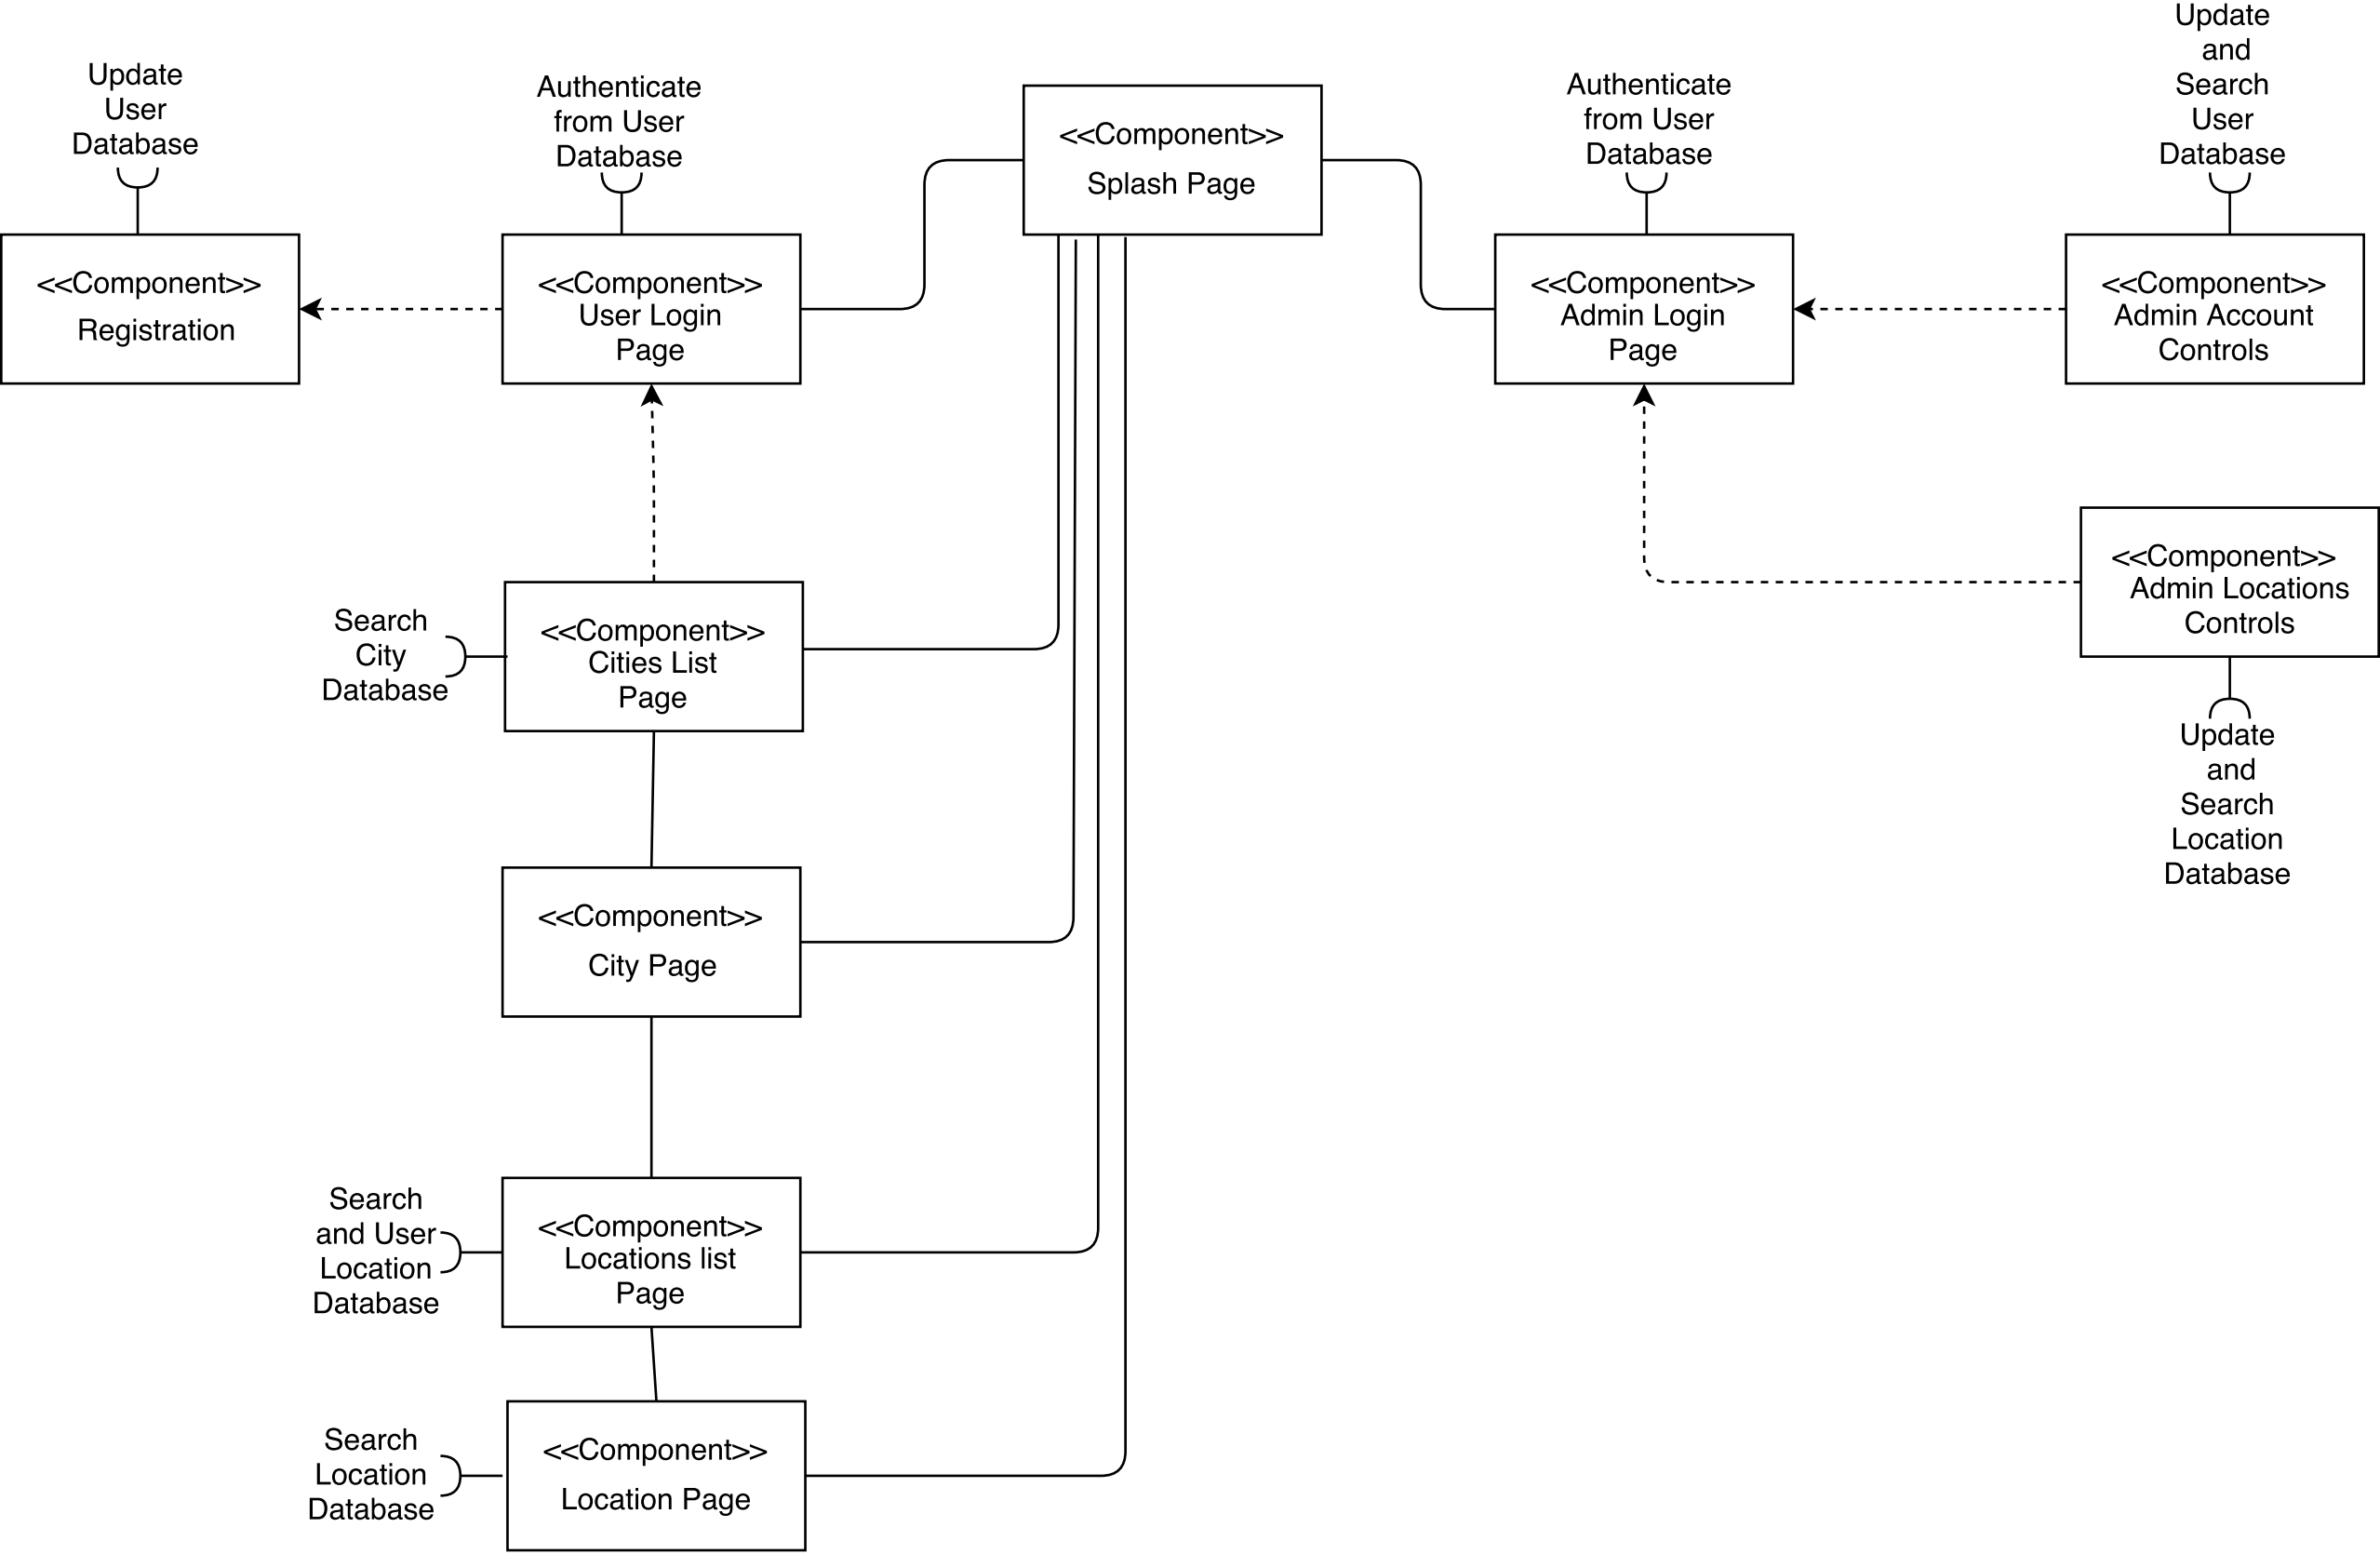 Update
User
Database
<<Component>>
Registration
Authenticate
from User
Database
<<Component>>
User Login
Page
<<Component>>
Splash Page
Authenticate
from User
Database
<<Component>>
Admin Login
Page
Update
and
Search
User
Database
<<Component>>
Admin Account
Controls
Search
City
Database
<<Component>>
Cities List
Page
<<Component>>
Admin Locations
Controls
Update
and
Search
Location
Database
<<Component>>
City Page
Search
and User
Location
Database
<<Component>>
Locations list
Page
Search
Location
Database
<<Component>>
Location Page